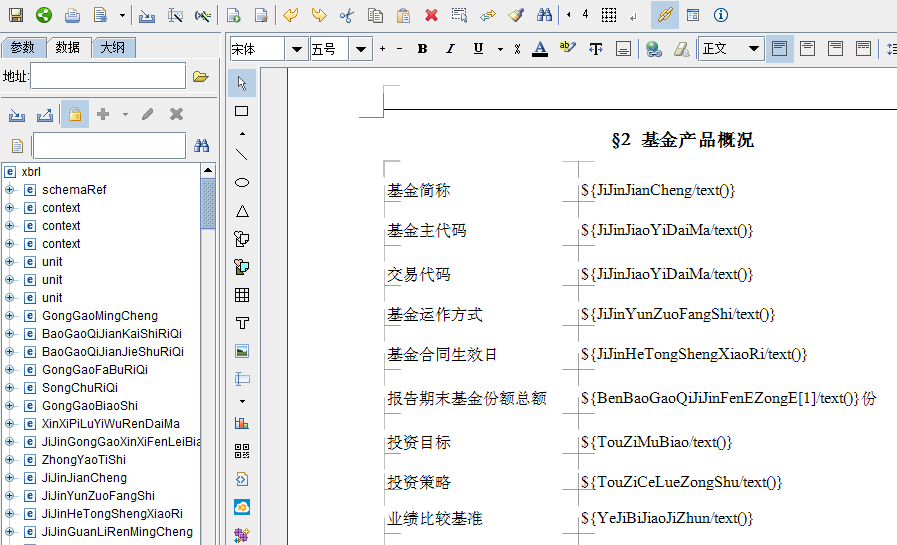 4
参数 数据 大纲
宋体 五号 + - B I U % A ab T 正文
地址:
xbrl
schemaRef
context
context
context
unit
unit
unit
GongGaoMingCheng
BaoGaoQiJianKaiShiRiQi
BaoGaoQiJianJieShuRiQi
GongGaoFaBuRiQi
SongChuRiQi
GongGaoBiaoShi
XinXiPiLuYiWuRenDaiMa
JiJinGongGaoXinXiFenLeiBia
ZhongYaoTiShi
JiJinJianCheng
JiJinYunZuoFangShi
JiJinHeTongShengXiaoRi
JiJinGuanLiRenMingCheng
§2 基金产品概况
基金简称 ${JiJinJianCheng/text()}
基金主代码 ${JiJinJiaoYiDaiMa/text()}
交易代码 ${JiJinJiaoYiDaiMa/text()}
基金运作方式 ${JiJinYunZuoFangShi/text()}
基金合同生效日 ${JiJinHeTongShengXiaoRi/text()}
报告期末基金份额总额 ${BenBaoGaoQiJiJinFenEZongE[1]/text()}份
投资目标 ${TouZiMuBiao/text()}
投资策略 ${TouZiCeLueZongShu/text()}
业绩比较基准 ${YeJiBiJiaoJiZhun/text()}